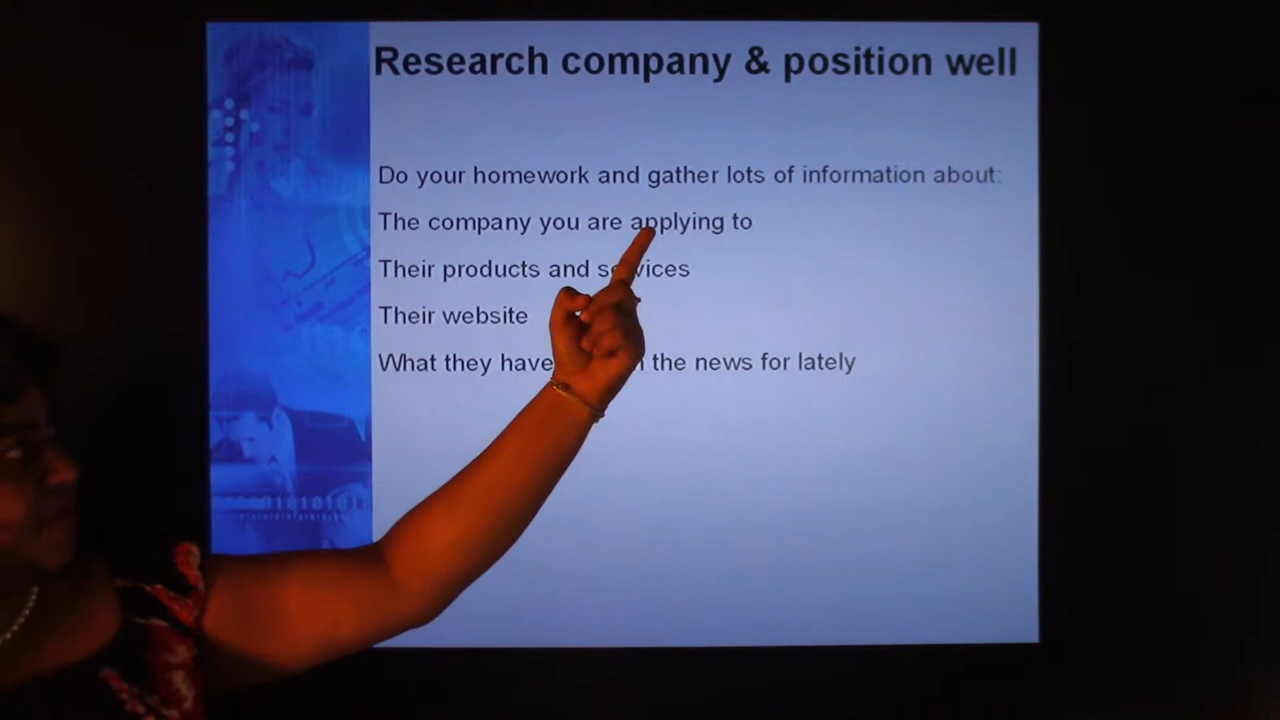 Research company & position well
Do your homework and gather lots of information about:
The company you are applying to
Their products and services
Their website
What they have the news for lately